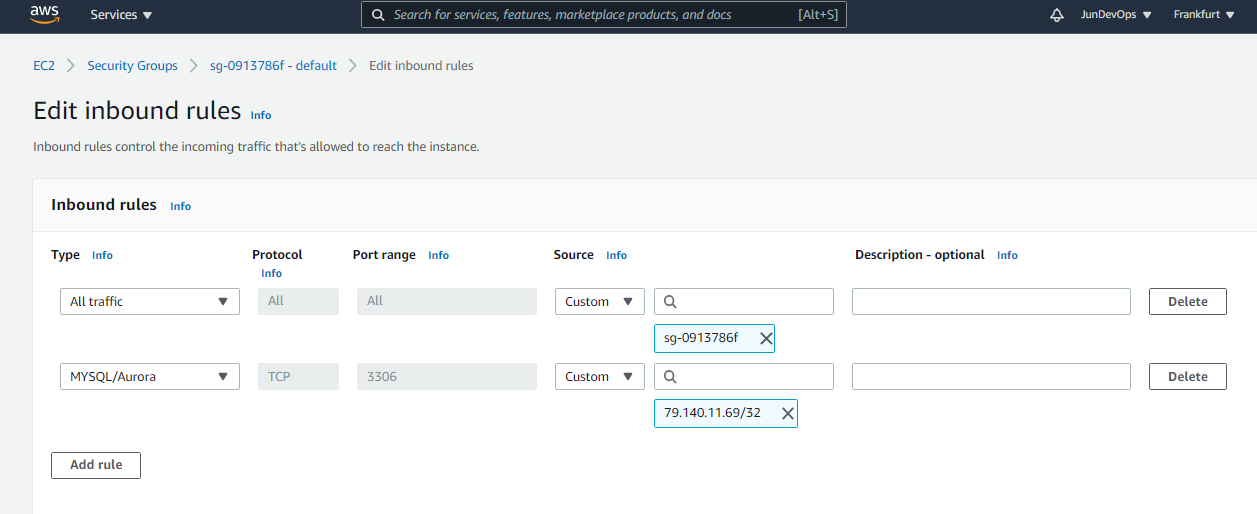 aws Services Search for services, features, marketplace products, and docs [Alt+S] JunDevOps Frankfurt
EC2 Security Groups sg-0913786f - default Edit inbound rules
Edit inbound rules Info
Inbound rules control the incoming traffic that's allowed to reach the instance.
Inbound rules Info
Type Info Protocol Info Port range Info Source Info Description - optional Info
All traffic All All Custom Delete
sg-0913786f
MYSQL/Aurora TCP 3306 Custom Delete
79.140.11.69/32
Add rule